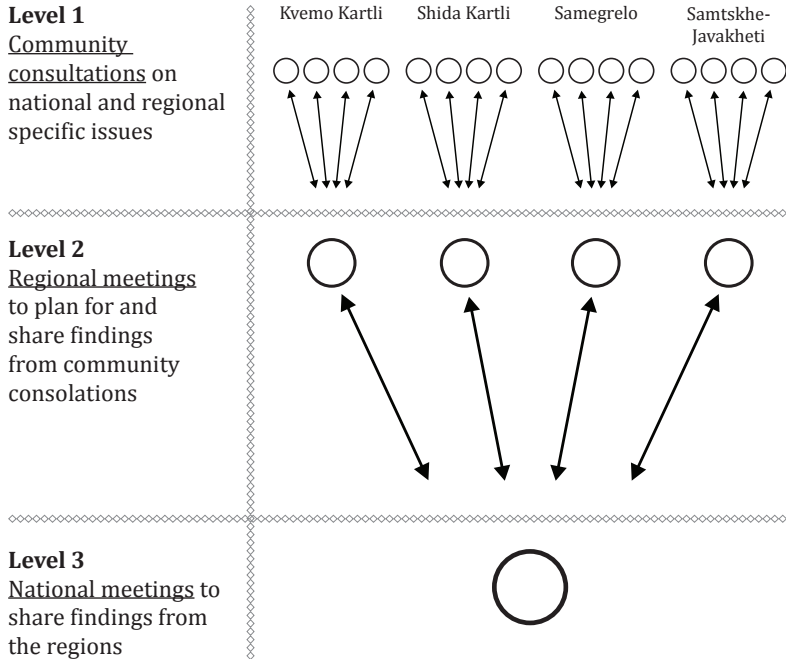 Level 1
Community
consultations on
national and regional
specific issues
Kvemo Kartli
Shida Kartli
Samegrelo
Samtskhe-
Javakheti
Level 2
Regional meetings
to plan for and
share findings
from community
consolations
Level 3
National meetings to
share findings from
the regions